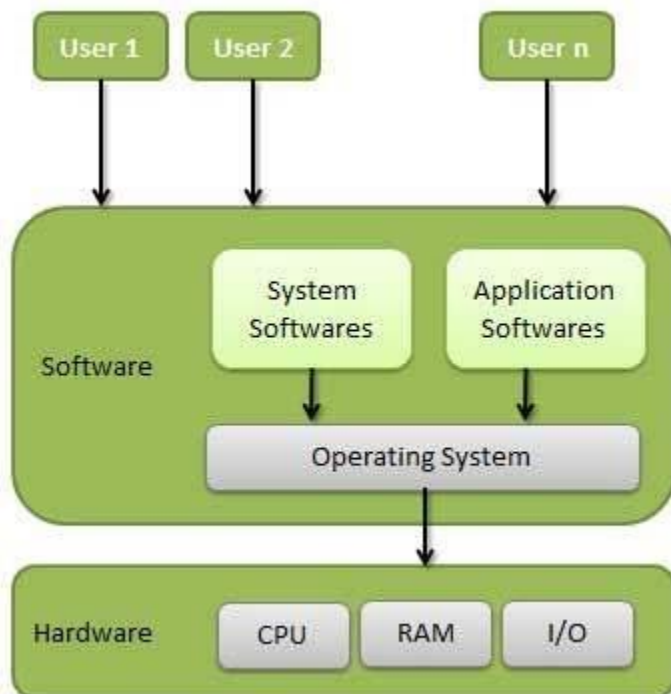 User 1
User 2
User n
System
Softwares
Application
Softwares
Software
Operating System
Hardware
CPU
RAM
I/O